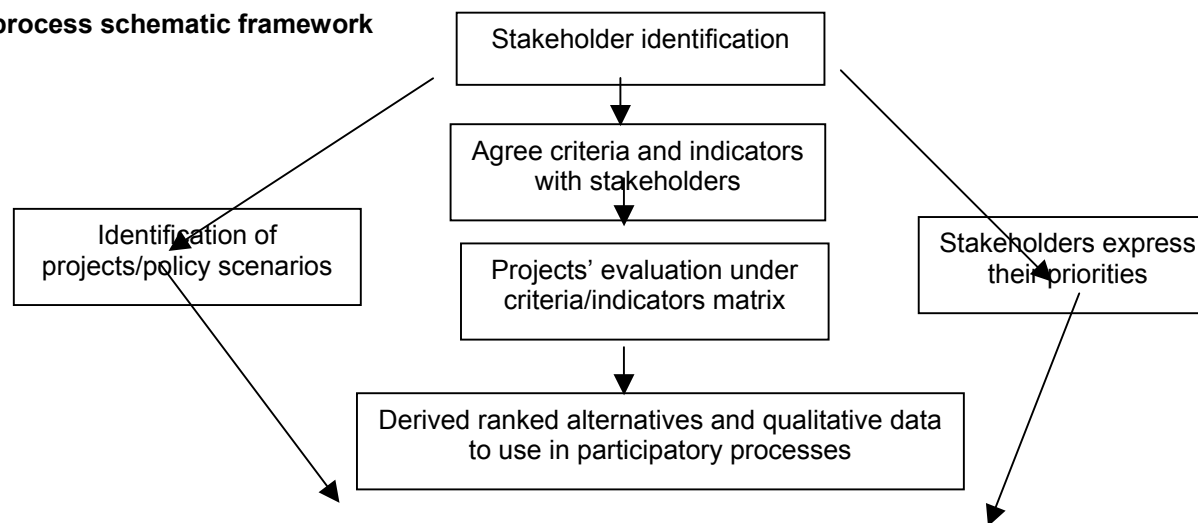 process schematic framework
Stakeholder identification
Agree criteria and indicators
with stakeholders
Identification of
projects/policy scenarios
Stakeholders express
their priorities
Projects’ evaluation under
criteria/indicators matrix
Derived ranked alternatives and qualitative data
to use in participatory processes